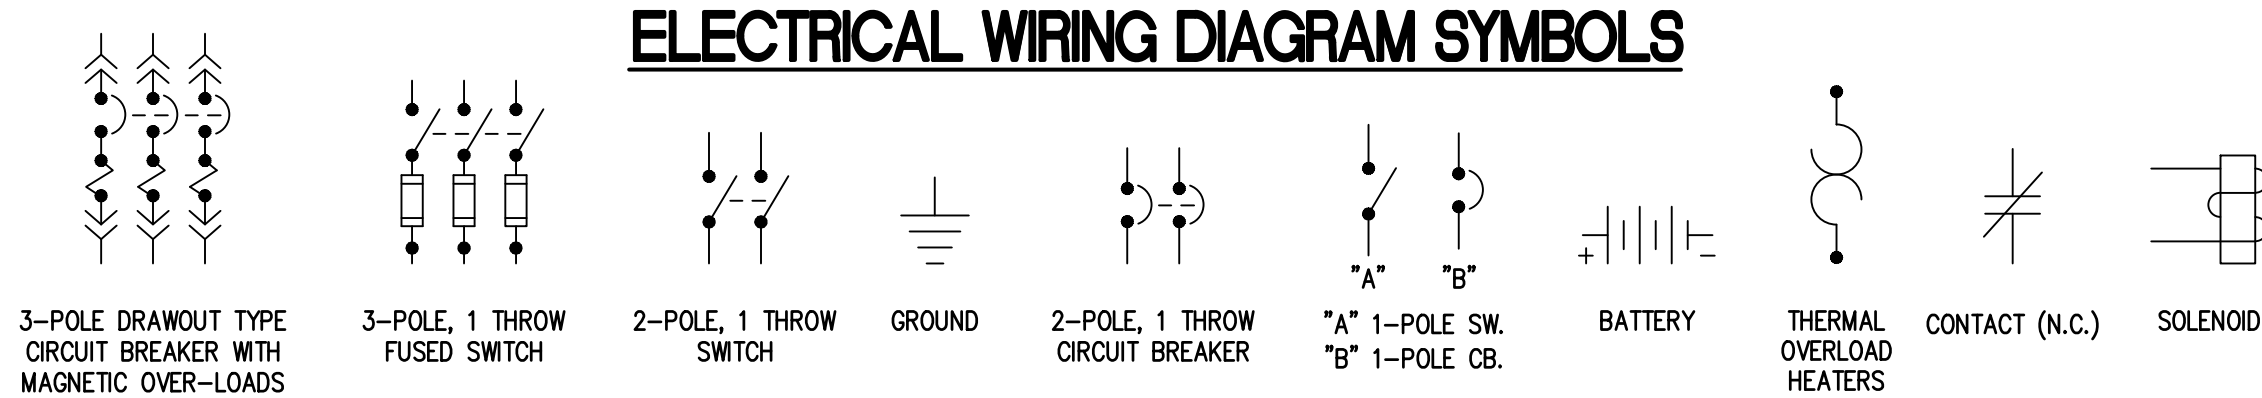 ELECTRICAL WIRING DIAGRAM SYMBOLS
3-POLE DRAWOUT TYPE
CIRCUIT BREAKER WITH
MAGNETIC OVER-LOADS
3-POLE, 1 THROW
FUSED SWITCH
2-POLE, 1 THROW
SWITCH
GROUND
2-POLE, 1 THROW
CIRCUIT BREAKER
"A" "B"
"A" 1-POLE SW.
"B" 1-POLE CB.
+ -
BATTERY
THERMAL
OVERLOAD
HEATERS
CONTACT (N.C.)
SOLENOID